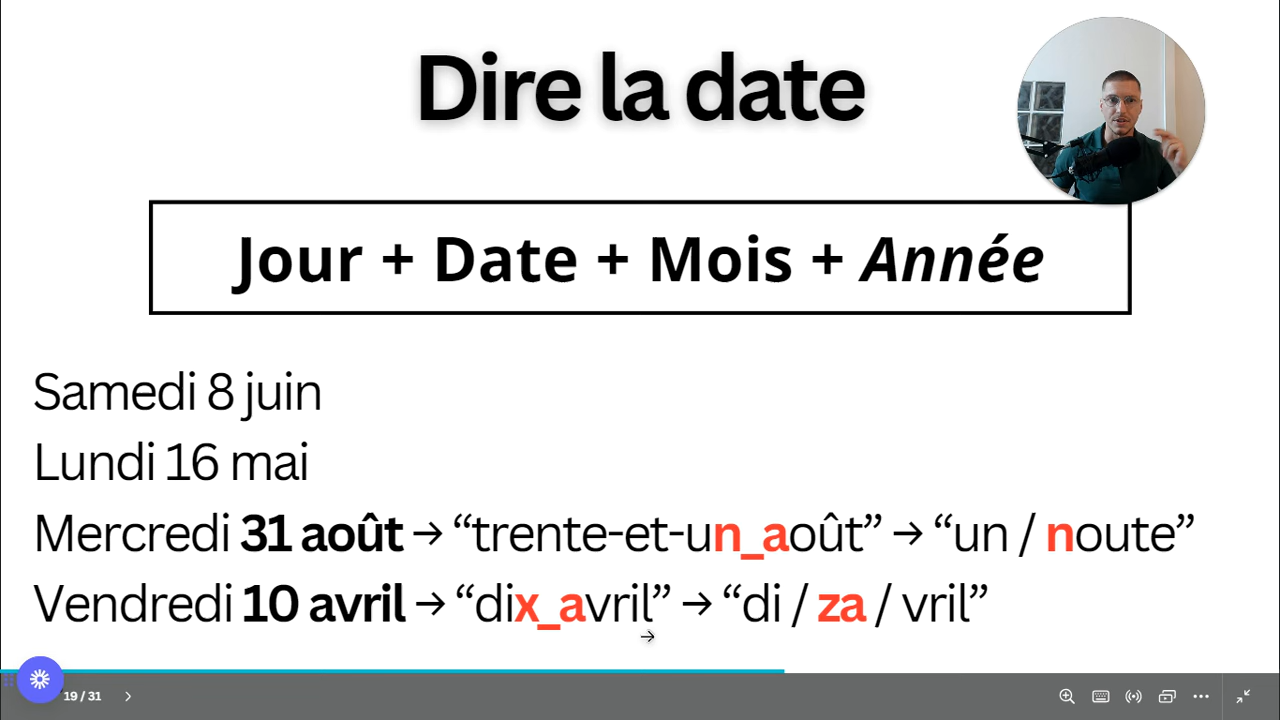 Dire la date
Jour + Date + Mois + Année
Samedi 8 juin
Lundi 16 mai
Mercredi 31 août → “trente-et-un_août” → “un / noute”
Vendredi 10 avril → “dix_avril” → “di / za / vril”
→
19 / 31